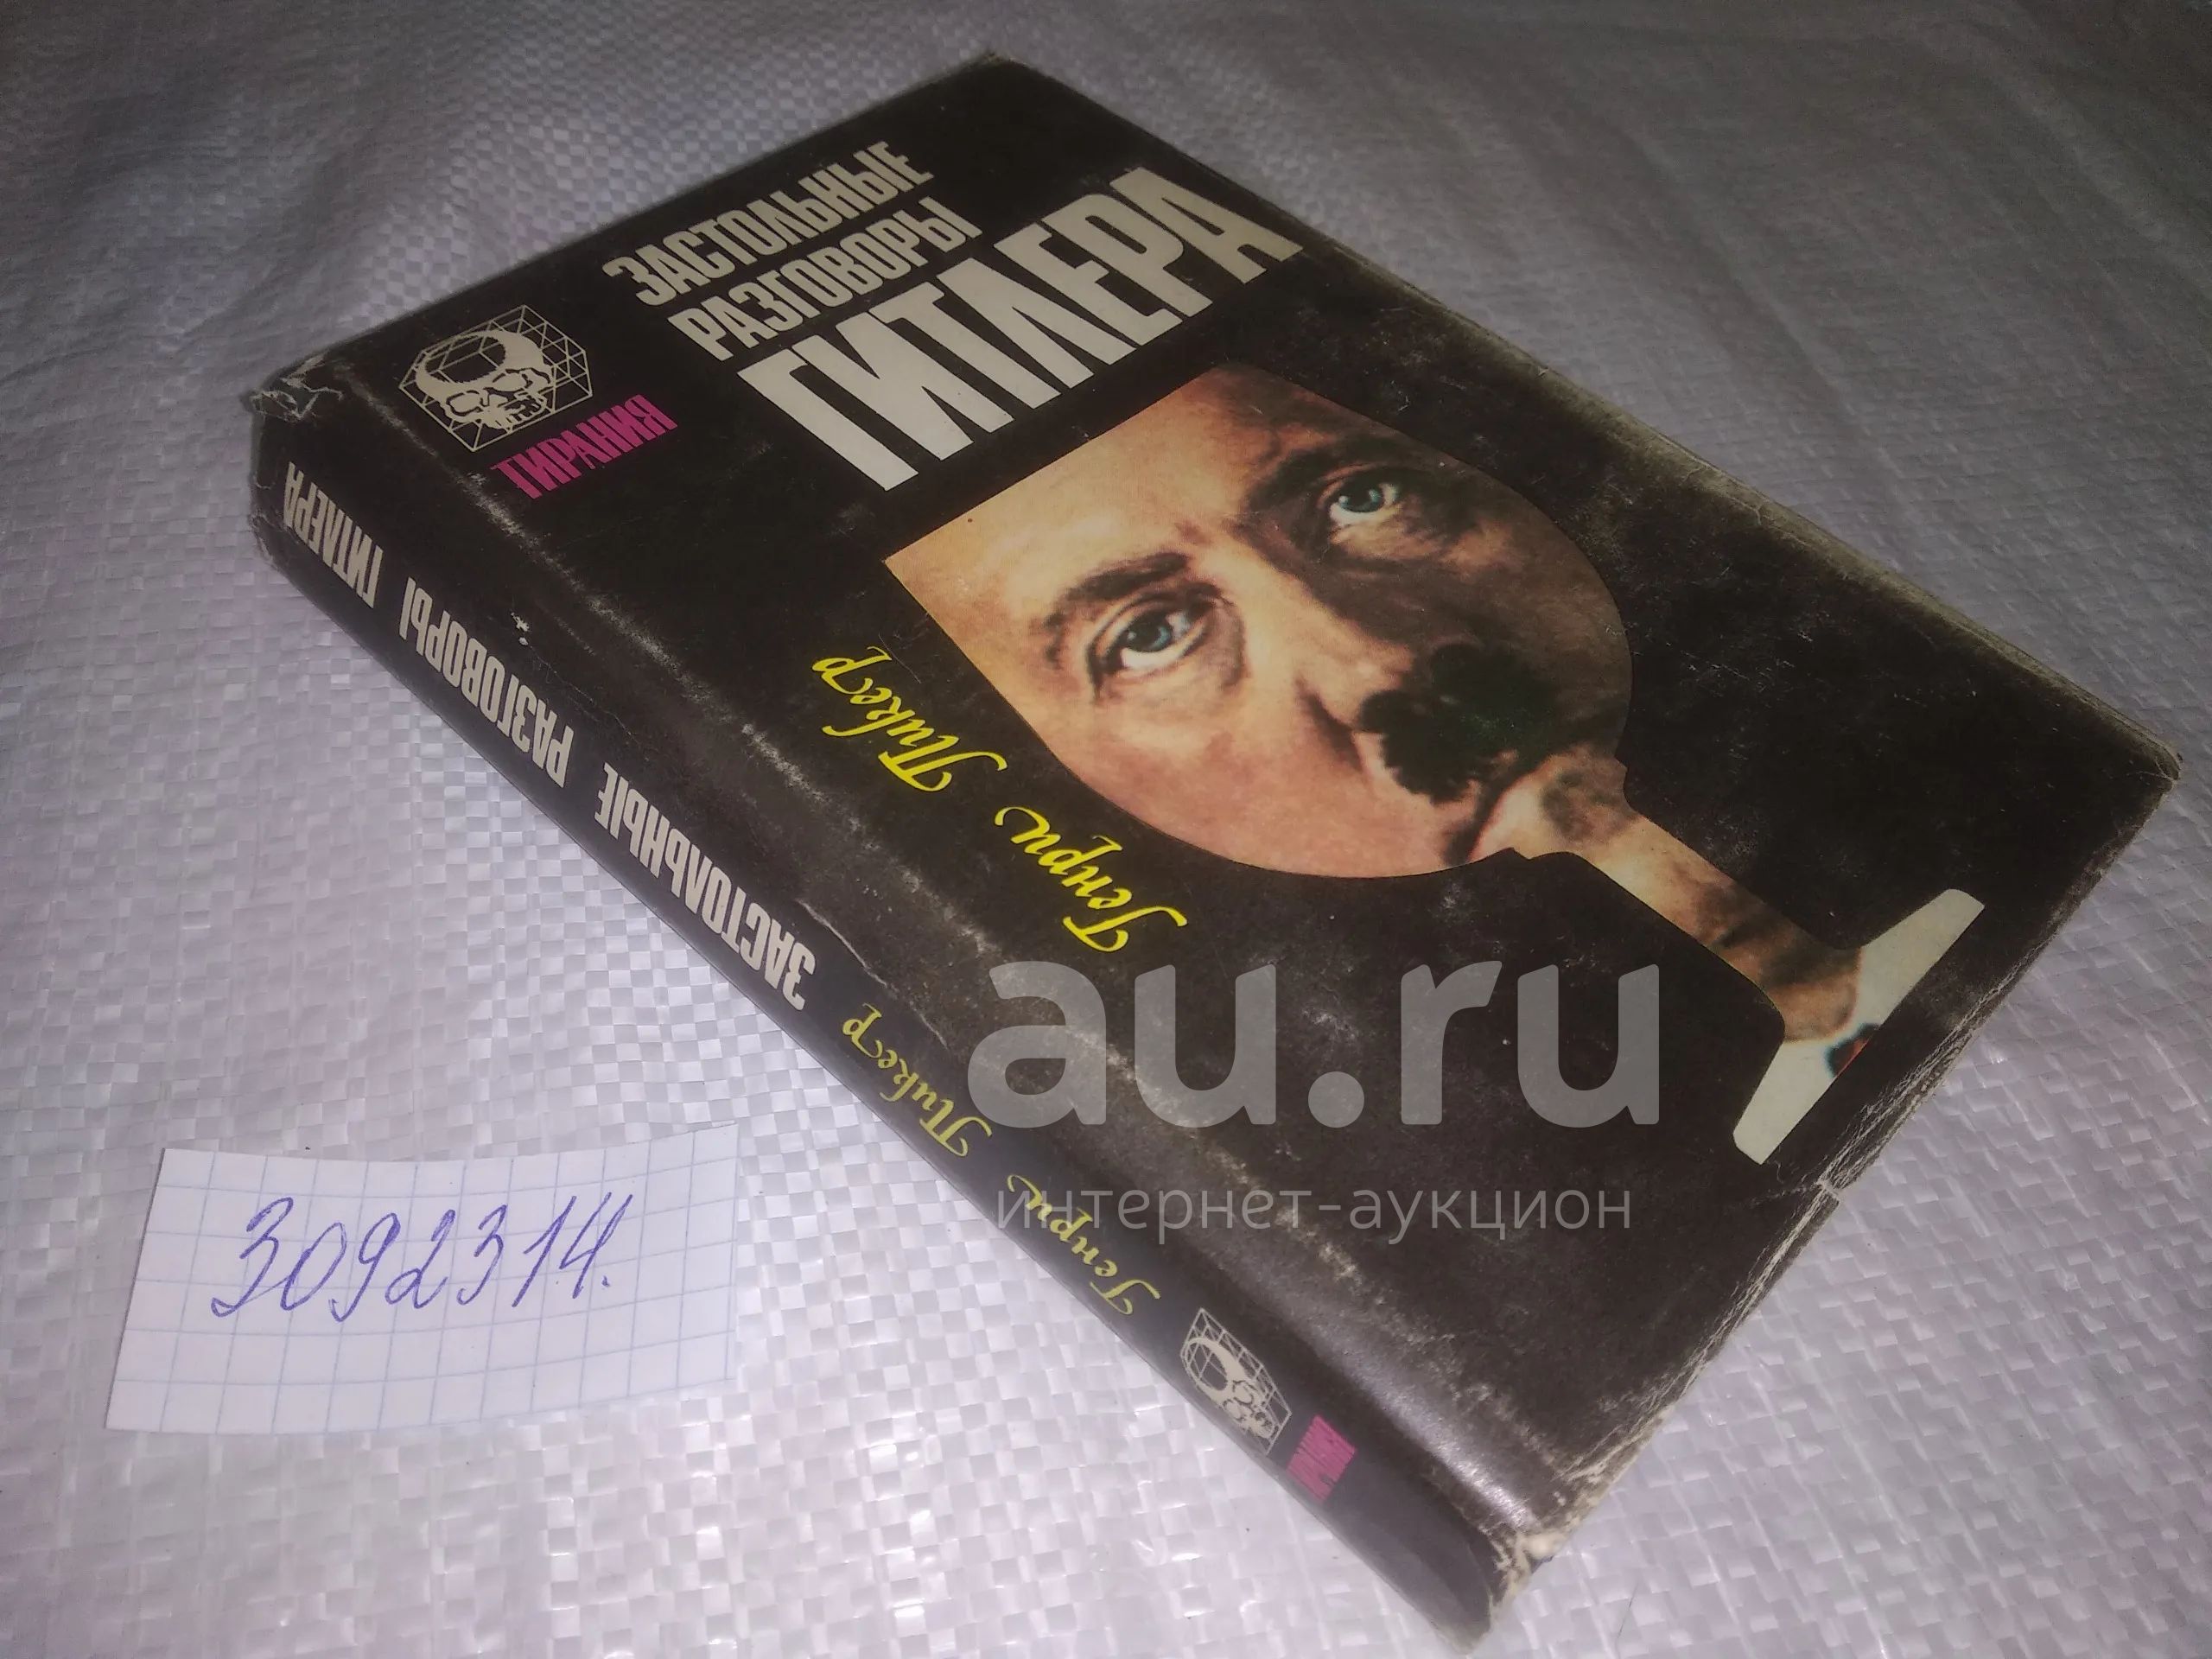 ЗАСТОЛЬНЫЕ
РАЗГОВОРЫ
ГИТЛЕРА
ТИРАНИЯ
Генри Пикер
Генри Пикер ЗАСТОЛЬНЫЕ РАЗГОВОРЫ ГИТЛЕРА
3092314.
au.ru
интернет-аукцион